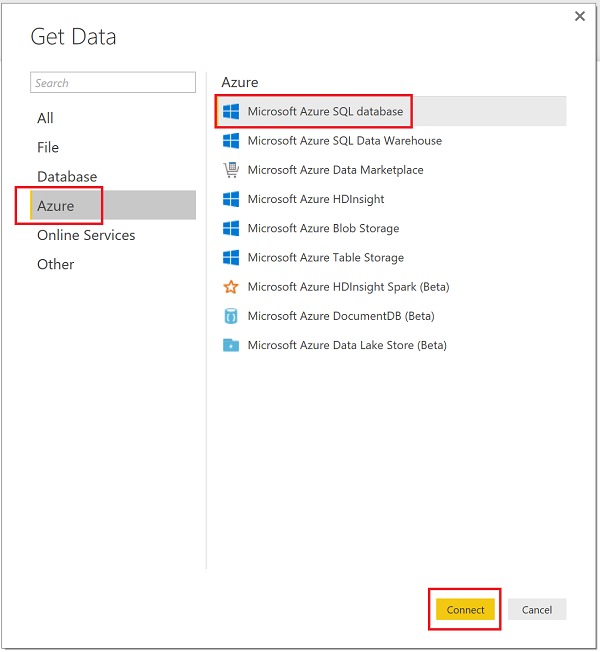 Get Data
Search
All
File
Database
Azure
Online Services
Other
Azure
Microsoft Azure SQL database
Microsoft Azure SQL Data Warehouse
Microsoft Azure Data Marketplace
Microsoft Azure HDInsight
Microsoft Azure Blob Storage
Microsoft Azure Table Storage
Microsoft Azure HDInsight Spark (Beta)
Microsoft Azure DocumentDB (Beta)
Microsoft Azure Data Lake Store (Beta)
Connect
Cancel